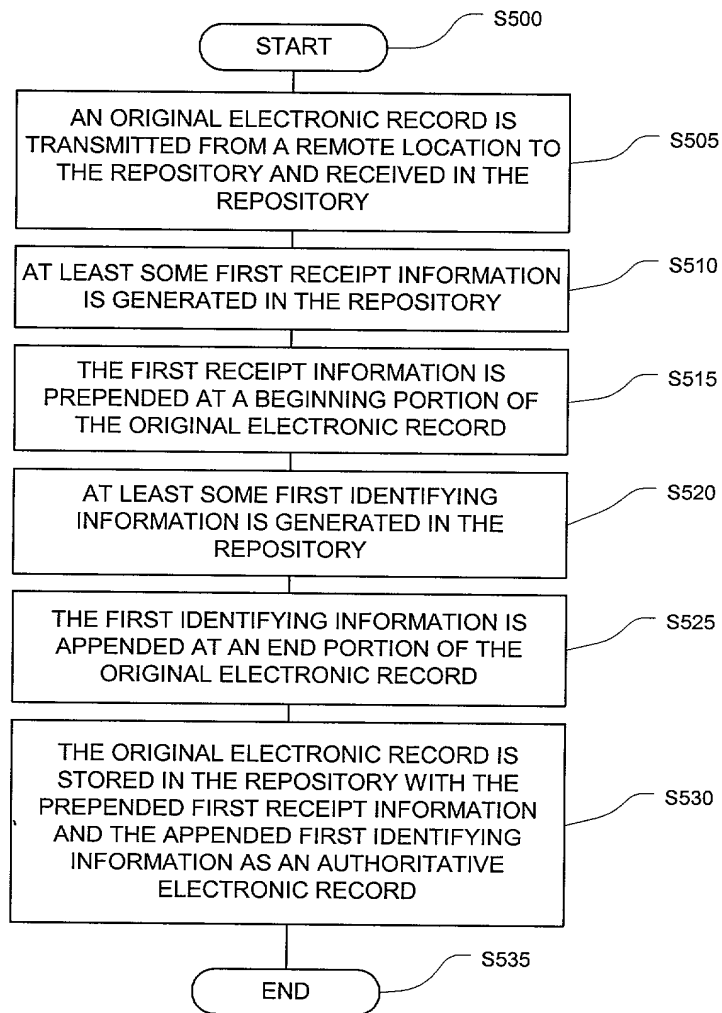 S500
START
AN ORIGINAL ELECTRONIC RECORD IS
TRANSMITTED FROM A REMOTE LOCATION TO
THE REPOSITORY AND RECEIVED IN THE
REPOSITORY
S505
AT LEAST SOME FIRST RECEIPT INFORMATION
IS GENERATED IN THE REPOSITORY
S510
THE FIRST RECEIPT INFORMATION IS
PREPENDED AT A BEGINNING PORTION OF
THE ORIGINAL ELECTRONIC RECORD
S515
AT LEAST SOME FIRST IDENTIFYING
INFORMATION IS GENERATED IN THE
REPOSITORY
S520
THE FIRST IDENTIFYING INFORMATION IS
APPENDED AT AN END PORTION OF THE
ORIGINAL ELECTRONIC RECORD
S525
THE ORIGINAL ELECTRONIC RECORD IS
STORED IN THE REPOSITORY WITH THE
PREPENDED FIRST RECEIPT INFORMATION
AND THE APPENDED FIRST IDENTIFYING
INFORMATION AS AN AUTHORITATIVE
ELECTRONIC RECORD
S530
S535
END